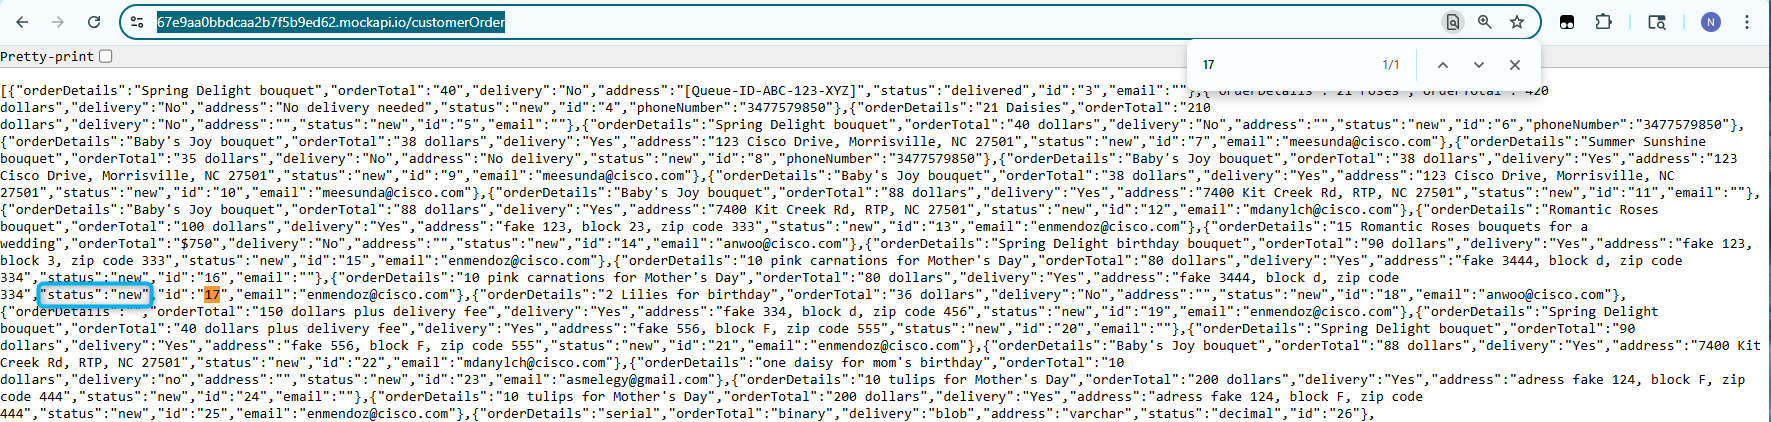 67e9aa0bbdcaa2b7f5b9ed62.mockapi.io/customerOrder
N
17
1/1
Pretty-print
[{"orderDetails":"Spring Delight bouquet","orderTotal":"40","delivery":"No","address":"[Queue-ID-ABC-123-XYZ]","status":"delivered","id":"3","email":""},{"orderDetails":"21 roses","orderTotal":"420
dollars","delivery":"No","address":"No delivery needed","status":"new","id":"4","phoneNumber":"3477579850"},{"orderDetails":"21 Daisies","orderTotal":"210
dollars","delivery":"No","address":"","status":"new","id":"5","email":""},{"orderDetails":"Spring Delight bouquet","orderTotal":"40 dollars","delivery":"No","address":"","status":"new","id":"6","phoneNumber":"3477579850"},
{"orderDetails":"Baby's Joy bouquet","orderTotal":"38 dollars","delivery":"Yes","address":"123 Cisco Drive, Morrisville, NC 27501","status":"new","id":"7","email":"meesunda@cisco.com"},{"orderDetails":"Summer Sunshine
bouquet","orderTotal":"35 dollars","delivery":"No","address":"No delivery","status":"new","id":"8","phoneNumber":"3477579850"},{"orderDetails":"Baby's Joy bouquet","orderTotal":"38 dollars","delivery":"Yes","address":"123
Cisco Drive, Morrisville, NC 27501","status":"new","id":"9","email":"meesunda@cisco.com"},{"orderDetails":"Baby's Joy bouquet","orderTotal":"38 dollars","delivery":"Yes","address":"123 Cisco Drive, Morrisville, NC
27501","status":"new","id":"10","email":"meesunda@cisco.com"},{"orderDetails":"Baby's Joy bouquet","orderTotal":"88 dollars","delivery":"Yes","address":"7400 Kit Creek Rd, RTP, NC 27501","status":"new","id":"11","email":""},
{"orderDetails":"Baby's Joy bouquet","orderTotal":"88 dollars","delivery":"Yes","address":"7400 Kit Creek Rd, RTP, NC 27501","status":"new","id":"12","email":"mdanylch@cisco.com"},{"orderDetails":"Romantic Roses
bouquet","orderTotal":"100 dollars","delivery":"Yes","address":"fake 123, block 23, zip code 333","status":"new","id":"13","email":"enmendoz@cisco.com"},{"orderDetails":"15 Romantic Roses bouquets for a
wedding","orderTotal":"$750","delivery":"No","address":"","status":"new","id":"14","email":"anwoo@cisco.com"},{"orderDetails":"Spring Delight birthday bouquet","orderTotal":"90 dollars","delivery":"Yes","address":"fake 123,
block 3, zip code 333","status":"new","id":"15","email":"enmendoz@cisco.com"},{"orderDetails":"10 pink carnations for Mother's Day","orderTotal":"80 dollars","delivery":"Yes","address":"fake 3444, block d, zip code
334","status":"new","id":"16","email":""},{"orderDetails":"10 pink carnations for Mother's Day","orderTotal":"80 dollars","delivery":"Yes","address":"fake 3444, block d, zip code
334","status":"new","id":"17","email":"enmendoz@cisco.com"},{"orderDetails":"2 Lilies for birthday","orderTotal":"36 dollars","delivery":"No","address":"","status":"new","id":"18","email":"anwoo@cisco.com"},
{"orderDetails":" ","orderTotal":"150 dollars plus delivery fee","delivery":"Yes","address":"fake 334, block d, zip code 456","status":"new","id":"19","email":"enmendoz@cisco.com"},{"orderDetails":"Spring Delight
bouquet","orderTotal":"40 dollars plus delivery fee","delivery":"Yes","address":"fake 556, block F, zip code 555","status":"new","id":"20","email":""},{"orderDetails":"Spring Delight bouquet","orderTotal":"90
dollars","delivery":"Yes","address":"fake 556, block F, zip code 555","status":"new","id":"21","email":"enmendoz@cisco.com"},{"orderDetails":"Baby's Joy bouquet","orderTotal":"88 dollars","delivery":"Yes","address":"7400 Kit
Creek Rd, RTP, NC 27501","status":"new","id":"22","email":"mdanylch@cisco.com"},{"orderDetails":"one daisy for mom's birthday","orderTotal":"10
dollars","delivery":"no","address":"","status":"new","id":"23","email":"asmelegy@gmail.com"},{"orderDetails":"10 tulips for Mother's Day","orderTotal":"200 dollars","delivery":"Yes","address":"adress fake 124, block F, zip
code 444","status":"new","id":"24","email":""},{"orderDetails":"10 tulips for Mother's Day","orderTotal":"200 dollars","delivery":"Yes","address":"adress fake 124, block F, zip code
444","status":"new","id":"25","email":"enmendoz@cisco.com"},{"orderDetails":"serial","orderTotal":"binary","delivery":"blob","address":"varchar","status":"decimal","id":"26"},